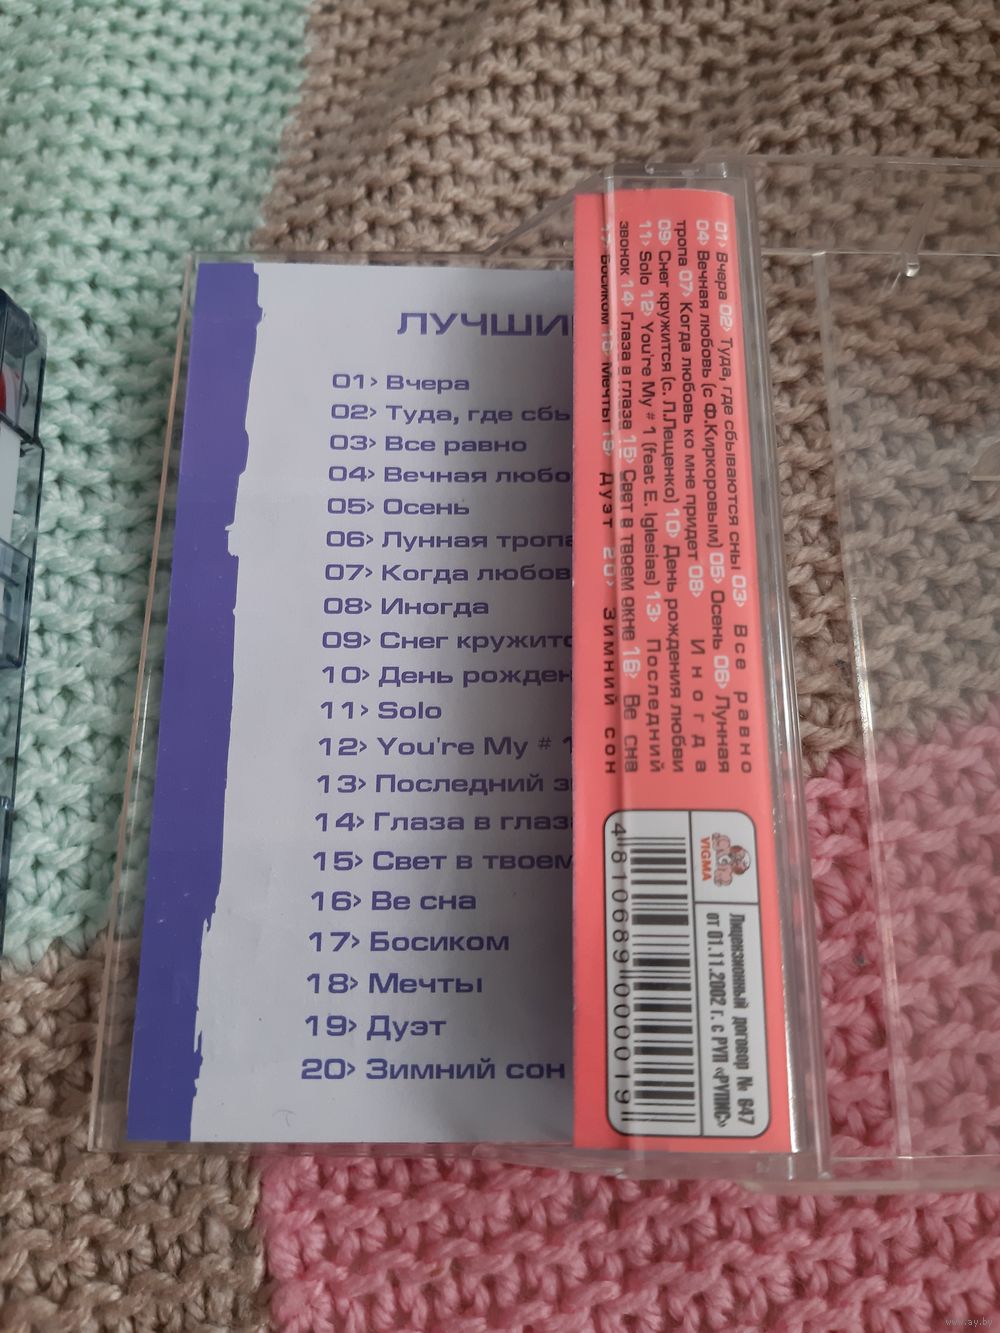 ЛУЧШИ
01> Вчера
02> Туда, где сбы
03> Все равно
04> Вечная любо
05> Осень
06> Лунная тропа
07> Когда любов
08> Иногда
09> Снег кружитс
10> День рожден
11> Solo
12> You're My # 1
13> Последний з
14> Глаза в глаза
15> Свет в твоем
16> Ве сна
17> Босиком
18> Мечты
19> Дуэт
20> Зимний сон
01> Вчера 02> Туда, где сбываются сны 03> Все равно
04> Вечная любовь (с Ф.Киркоровым) 05> Осень 06> Лунная
тропа 07> Когда любовь ко мне придет 08> Иногда
09> Снег кружится (с. Л.Лещенко) 10> День рождения любви
11> Solo 12> You're My # 1 (feat E. Iglesias) 13> Последний
звонок 14> Глаза в глаза 15> Свет в твоем окне 16> Ве сна
17> Босиком 18> Мечты 19> Дуэт 20> Зимний сон
VIGMA
Лицензионный договор № 647
от 01.11.2002 г. с РУП «РУПИС»
4 810689 000019
www.ay.by